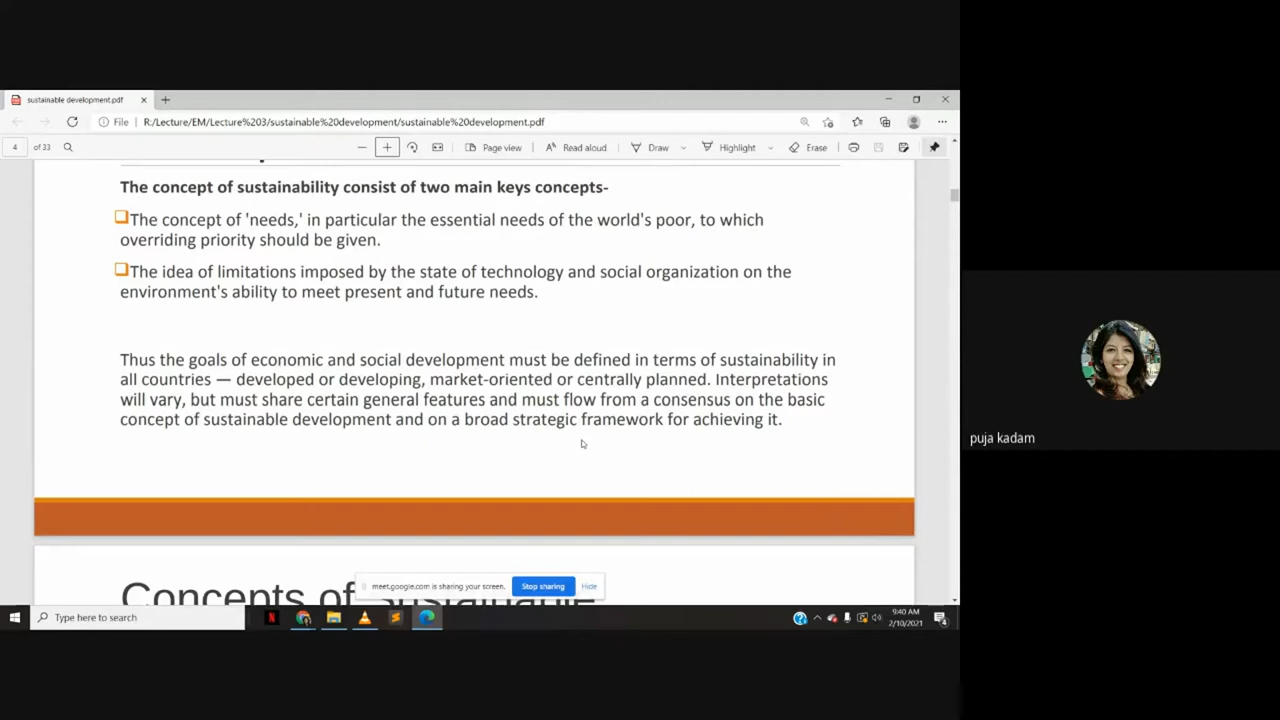 sustainable development.pdf
File
R:/Lecture/EM/Lecture%203/sustainable%20development/sustainable%20development.pdf
4 of 33
Page view
Read aloud
Draw
Highlight
Erase
The concept of sustainability consist of two main keys concepts-
The concept of 'needs,' in particular the essential needs of the world's poor, to which
overriding priority should be given.
The idea of limitations imposed by the state of technology and social organization on the
environment's ability to meet present and future needs.
Thus the goals of economic and social development must be defined in terms of sustainability in
all countries — developed or developing, market-oriented or centrally planned. Interpretations
will vary, but must share certain general features and must flow from a consensus on the basic
concept of sustainable development and on a broad strategic framework for achieving it.
puja kadam
Concepts of Sustainable
meet.google.com is sharing your screen.
Stop sharing
Hide
Type here to search
9:40 AM
2/10/2021
4